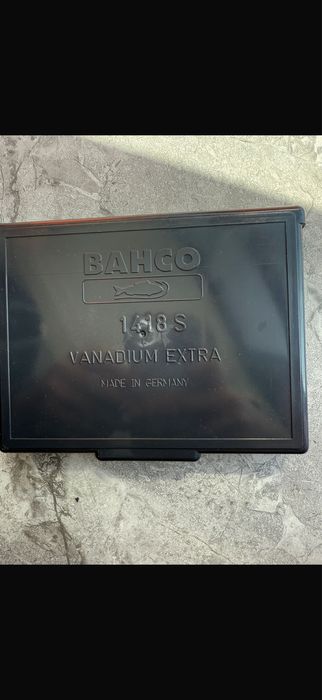 BAHCO
1418 S
VANADIUM EXTRA
MADE IN GERMANY